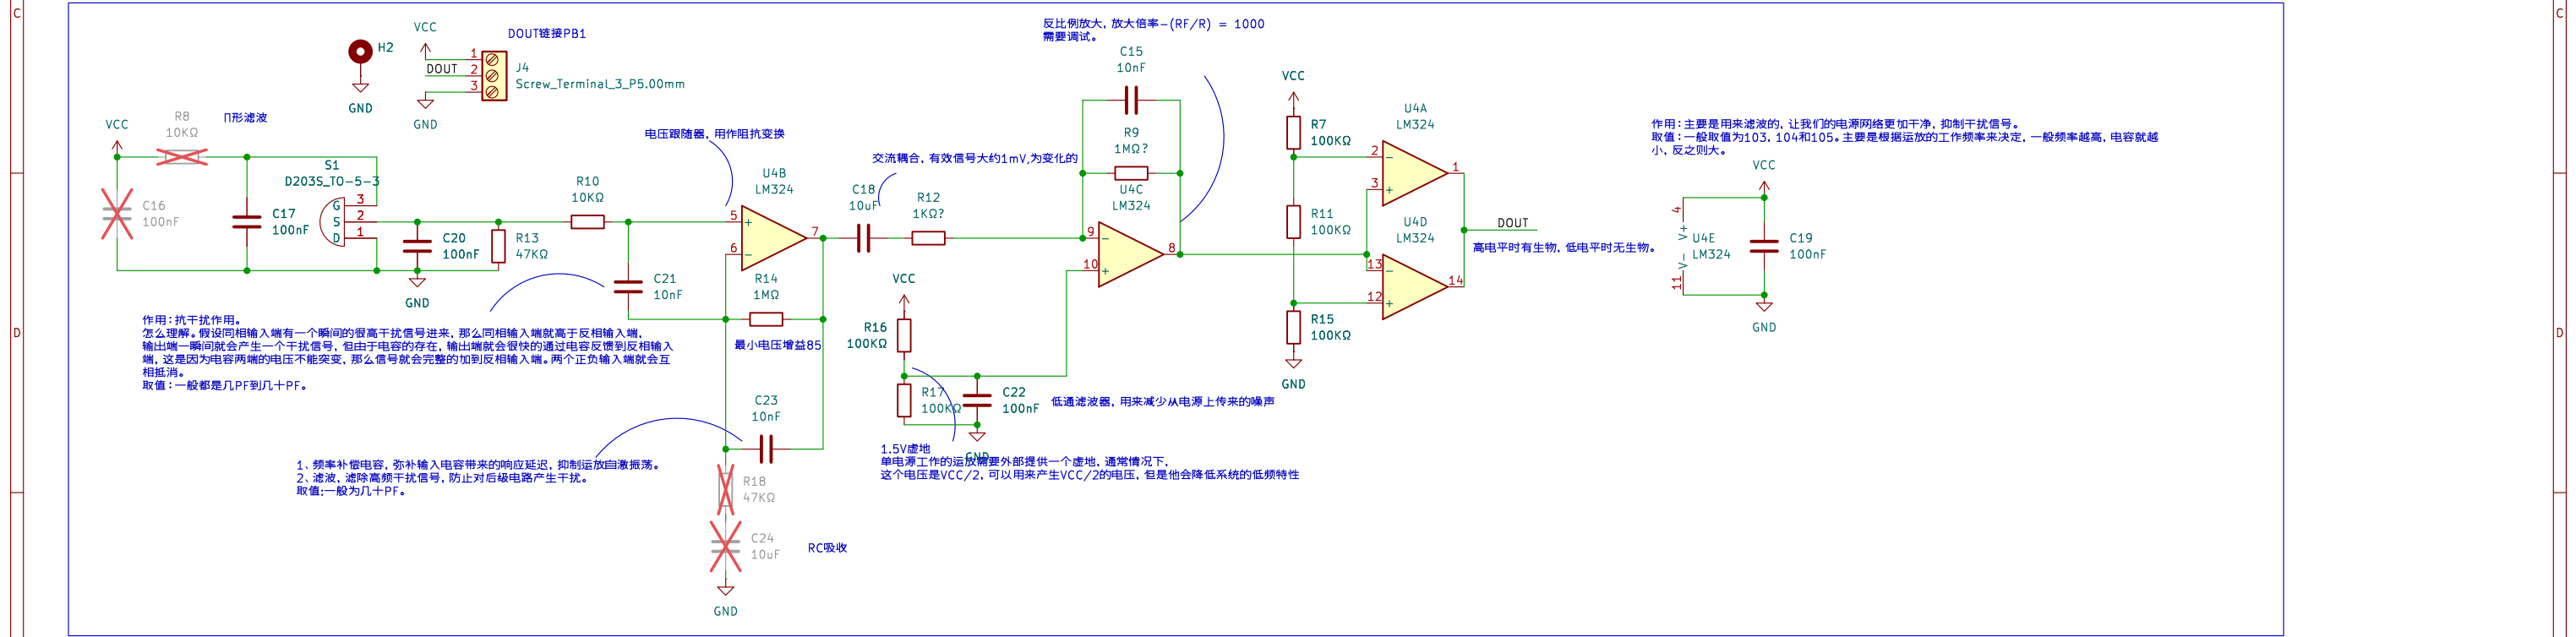 C
C
反比例放大, 放大倍率-(RF/R) = 1000
需要调试。
VCC
DOUT链接PB1
H2
1
DOUT
2
3
J4
Screw_Terminal_3_P5.00mm
GND
GND
C15
10nF
VCC
R8
10KΩ
Π形滤波
VCC
电压跟随器, 用作阻抗变换
交流耦合, 有效信号大约1mV,为变化的
R9
1MΩ?
R7
100KΩ
U4A
LM324
2
3
1
作用:主要是用来滤波的, 让我们的电源网络更加干净, 抑制干扰信号。
取值:一般取值为103, 104和105。主要是根据运放的工作频率来决定, 一般频率越高, 电容就越
小, 反之则大。
VCC
S1
D203S_TO-5-3
G 3
S 2
D 1
C16
100nF
C17
100nF
C20
100nF
R13
47KΩ
GND
R10
10KΩ
U4B
LM324
5
6
7
C18
10uF
R12
1KΩ?
U4C
LM324
9
10
8
R11
100KΩ
U4D
LM324
13
12
14
DOUT
高电平时有生物, 低电平时无生物。
4
V+
U4E
LM324
V-
11
C19
100nF
GND
C21
10nF
R14
1MΩ
最小电压增益85
VCC
R16
100KΩ
R15
100KΩ
GND
作用:抗干扰作用。
怎么理解。假设同相输入端有一个瞬间的很高干扰信号进来, 那么同相输入端就高于反相输入端,
输出端一瞬间就会产生一个干扰信号, 但由于电容的存在, 输出端就会很快的通过电容反馈到反相输入
端, 这是因为电容两端的电压不能突变, 那么信号就会完整的加到反相输入端。两个正负输入端就会互
相抵消。
取值:一般都是几PF到几十PF。
R17
100KΩ
C22
100nF
低通滤波器, 用来减少从电源上传来的噪声
GND
C23
10nF
1.5V虚地
单电源工作的运放需要外部提供一个虚地, 通常情况下,
这个电压是VCC/2, 可以用来产生VCC/2的电压, 但是他会降低系统的低频特性
1、频率补偿电容, 弥补输入电容带来的响应延迟, 抑制运放自激振荡。
2、滤波, 滤除高频干扰信号, 防止对后级电路产生干扰。
取值:一般为几十PF。
R18
47KΩ
C24
10uF
RC吸收
GND
D
D